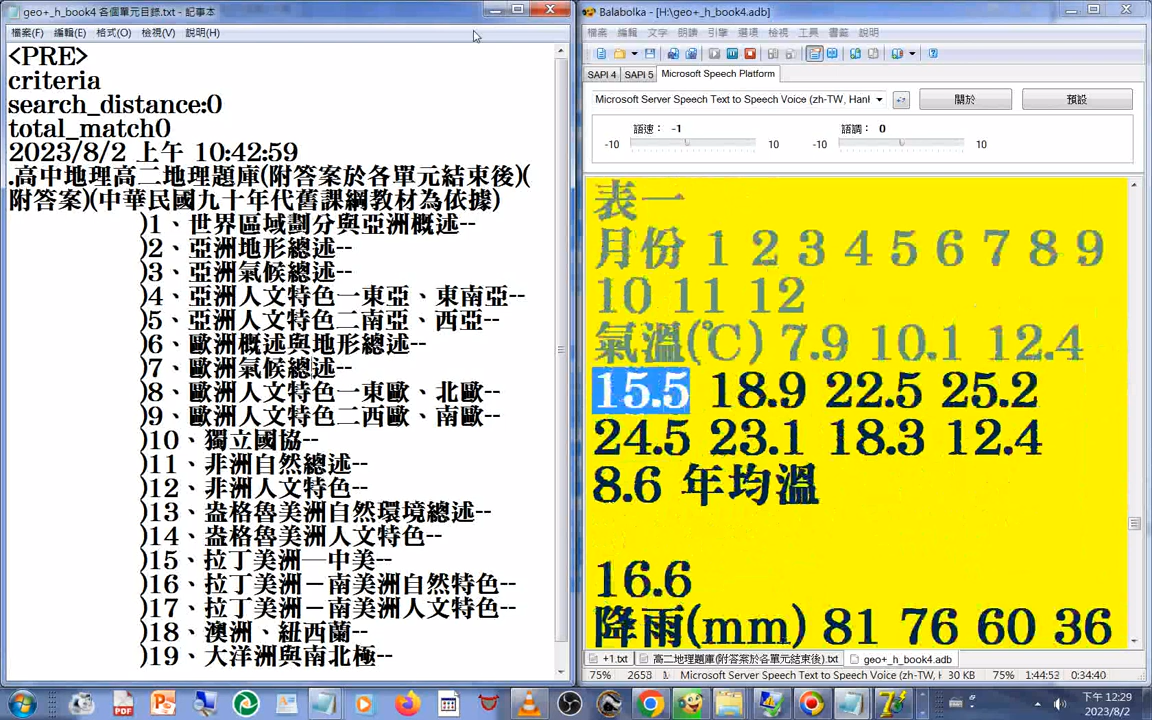 geo+_h_book4 各個單元目錄.txt - 記事本
檔案(F) 編輯(E) 格式(O) 檢視(V) 說明(H)
<PRE>
criteria
search_distance:0
total_match0
2023/8/2 上午 10:42:59
.高中地理高二地理題庫(附答案於各單元結束後)(
附答案)(中華民國九十年代舊課綱教材為依據)
)1、世界區域劃分與亞洲概述--
)2、亞洲地形總述--
)3、亞洲氣候總述--
)4、亞洲人文特色一東亞、東南亞--
)5、亞洲人文特色二南亞、西亞--
)6、歐洲概述與地形總述--
)7、歐洲氣候總述--
)8、歐洲人文特色一東歐、北歐--
)9、歐洲人文特色二西歐、南歐--
)10、獨立國協--
)11、非洲自然總述--
)12、非洲人文特色--
)13、盎格魯美洲自然環境總述--
)14、盎格魯美洲人文特色--
)15、拉丁美洲─中美--
)16、拉丁美洲－南美洲自然特色--
)17、拉丁美洲－南美洲人文特色--
)18、澳洲、紐西蘭--
)19、大洋洲與南北極--
Balabolka - [H:\geo+_h_book4.adb]
檔案 編輯 文字 朗讀 引擎 選項 檢視 工具 書籤 說明
SAPI 4 SAPI 5 Microsoft Speech Platform
Microsoft Server Speech Text to Speech Voice (zh-TW, Hanl
關於 預設
語速： -1 語調： 0
-10 10 -10 10
表一
月份 1 2 3 4 5 6 7 8 9
10 11 12
氣溫(℃) 7.9 10.1 12.4
15.5 18.9 22.5 25.2
24.5 23.1 18.3 12.4
8.6 年均溫
16.6
降雨(mm) 81 76 60 36
+1.txt 高二地理題庫(附答案於各單元結束後).txt geo+_h_book4.adb
75% 2658 Microsoft Server Speech Text to Speech Voice (zh-TW, H 30 KB 75% 1:44:53 0:34:40
下午 12:29
2023/8/2